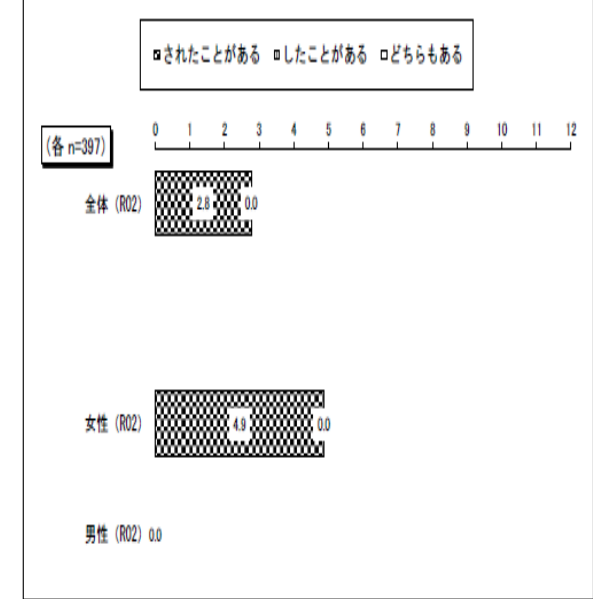 されたことがある したことがある どちらもある
(各 n=397)
0 1 2 3 4 5 6 7 8 9 10 11 12
全体 (R02) 2.8 0.0
女性 (R02) 4.9 0.0
男性 (R02) 0.0